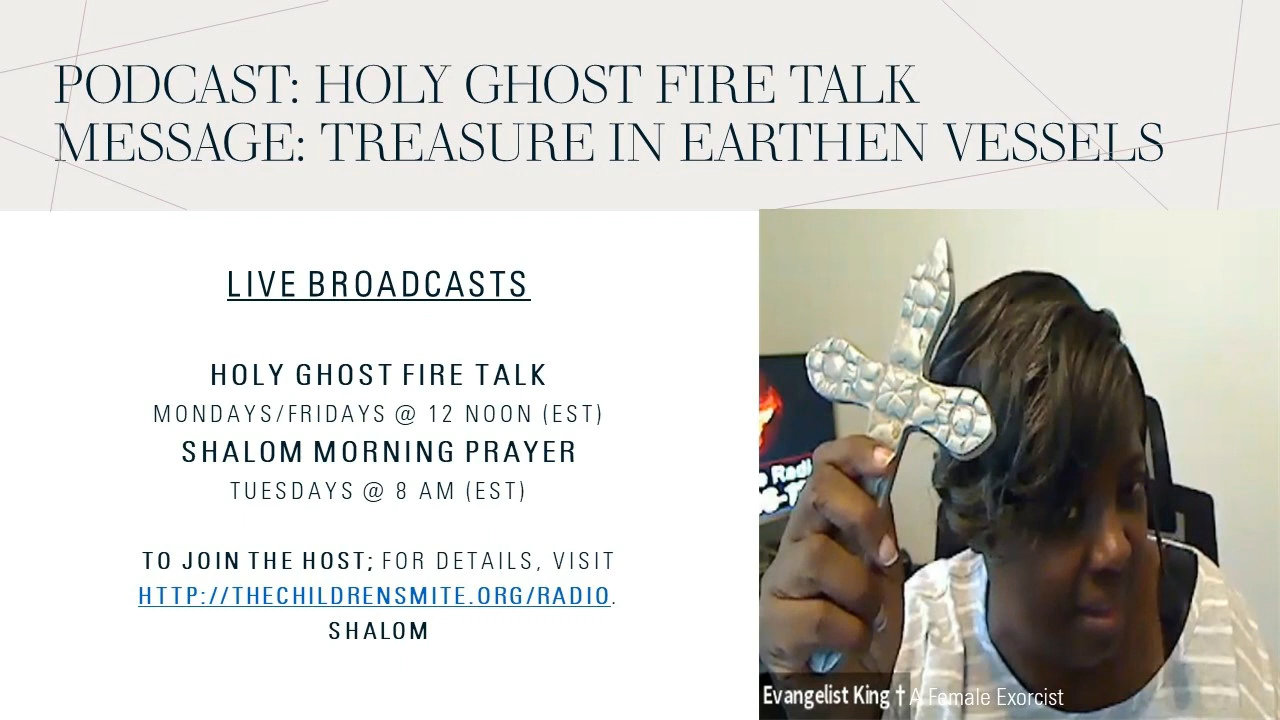 PODCAST: HOLY GHOST FIRE TALK
MESSAGE: TREASURE IN EARTHEN VESSELS
LIVE BROADCASTS
HOLY GHOST FIRE TALK
MONDAYS/FRIDAYS @ 12 NOON (EST)
SHALOM MORNING PRAYER
TUESDAYS @ 8 AM (EST)
TO JOIN THE HOST; FOR DETAILS, VISIT
HTTP://THECHILDRENSMITE.ORG/RADIO.
SHALOM
Evangelist King † A Female Exorcist